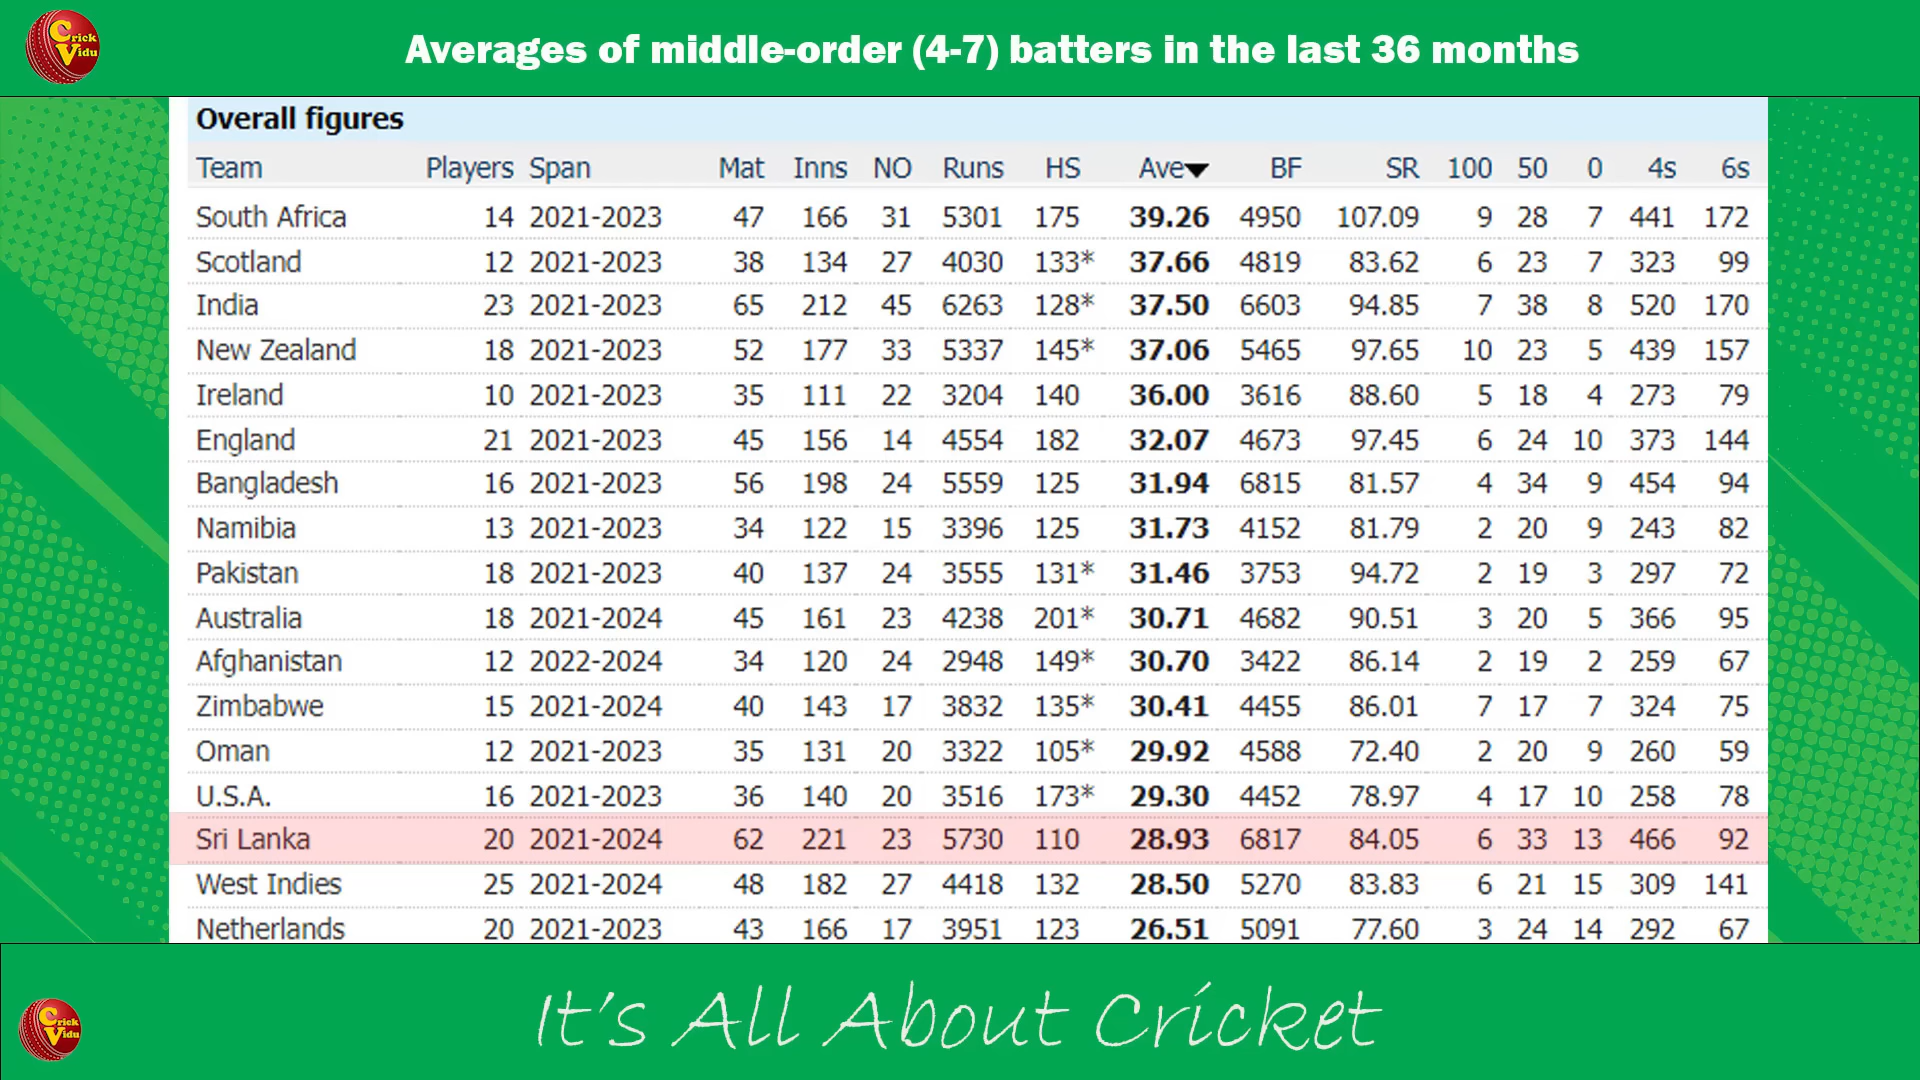 Crick
Vidu
Averages of middle-order (4-7) batters in the last 36 months
Overall figures
Team Players Span Mat Inns NO Runs HS Ave▼ BF SR 100 50 0 4s 6s
South Africa 14 2021-2023 47 166 31 5301 175 39.26 4950 107.09 9 28 7 441 172
Scotland 12 2021-2023 38 134 27 4030 133* 37.66 4819 83.62 6 23 7 323 99
India 23 2021-2023 65 212 45 6263 128* 37.50 6603 94.85 7 38 8 520 170
New Zealand 18 2021-2023 52 177 33 5337 145* 37.06 5465 97.65 10 23 5 439 157
Ireland 10 2021-2023 35 111 22 3204 140 36.00 3616 88.60 5 18 4 273 79
England 21 2021-2023 45 156 14 4554 182 32.07 4673 97.45 6 24 10 373 144
Bangladesh 16 2021-2023 56 198 24 5559 125 31.94 6815 81.57 4 34 9 454 94
Namibia 13 2021-2023 34 122 15 3396 125 31.73 4152 81.79 2 20 9 243 82
Pakistan 18 2021-2023 40 137 24 3555 131* 31.46 3753 94.72 2 19 3 297 72
Australia 18 2021-2024 45 161 23 4238 201* 30.71 4682 90.51 3 20 5 366 95
Afghanistan 12 2022-2024 34 120 24 2948 149* 30.70 3422 86.14 2 19 2 259 67
Zimbabwe 15 2021-2024 40 143 17 3832 135* 30.41 4455 86.01 7 17 7 324 75
Oman 12 2021-2023 35 131 20 3322 105* 29.92 4588 72.40 2 20 9 260 59
U.S.A. 16 2021-2023 36 140 20 3516 173* 29.30 4452 78.97 4 17 10 258 78
Sri Lanka 20 2021-2024 62 221 23 5730 110 28.93 6817 84.05 6 33 13 466 92
West Indies 25 2021-2024 48 182 27 4418 132 28.50 5270 83.83 6 21 15 309 141
Netherlands 20 2021-2023 43 166 17 3951 123 26.51 5091 77.60 3 24 14 292 67
It's All About Cricket
Crick
Vidu